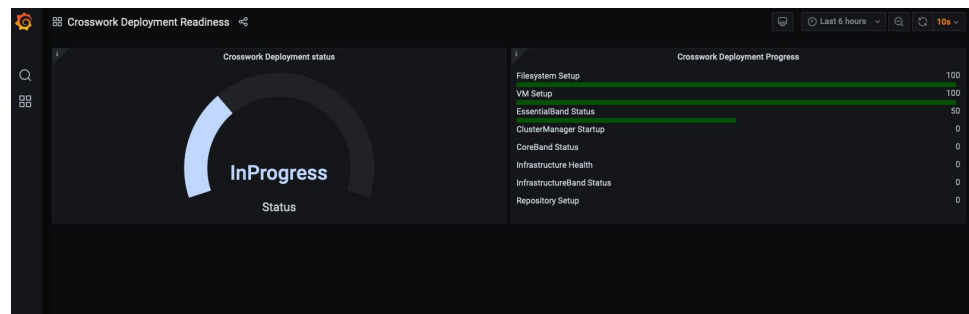 Crosswork Deployment Readiness
Last 6 hours
10s
i
Crosswork Deployment status
InProgress
Status
i
Crosswork Deployment Progress
Filesystem Setup 100
VM Setup 100
EssentialBand Status 50
ClusterManager Startup 0
CoreBand Status 0
Infrastructure Health 0
InfrastructureBand Status 0
Repository Setup 0